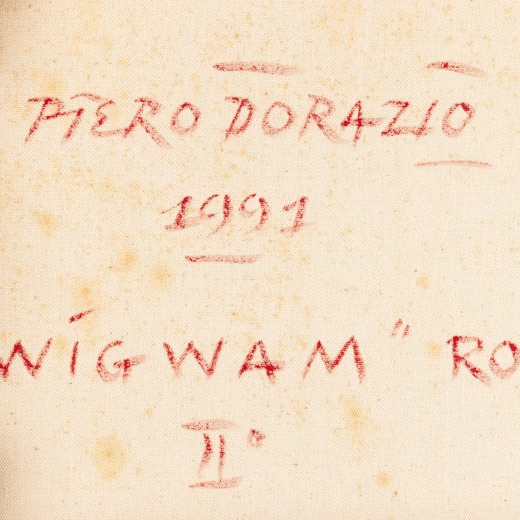 PIERO DORAZIO
1991
WIGWAM" RO
II°